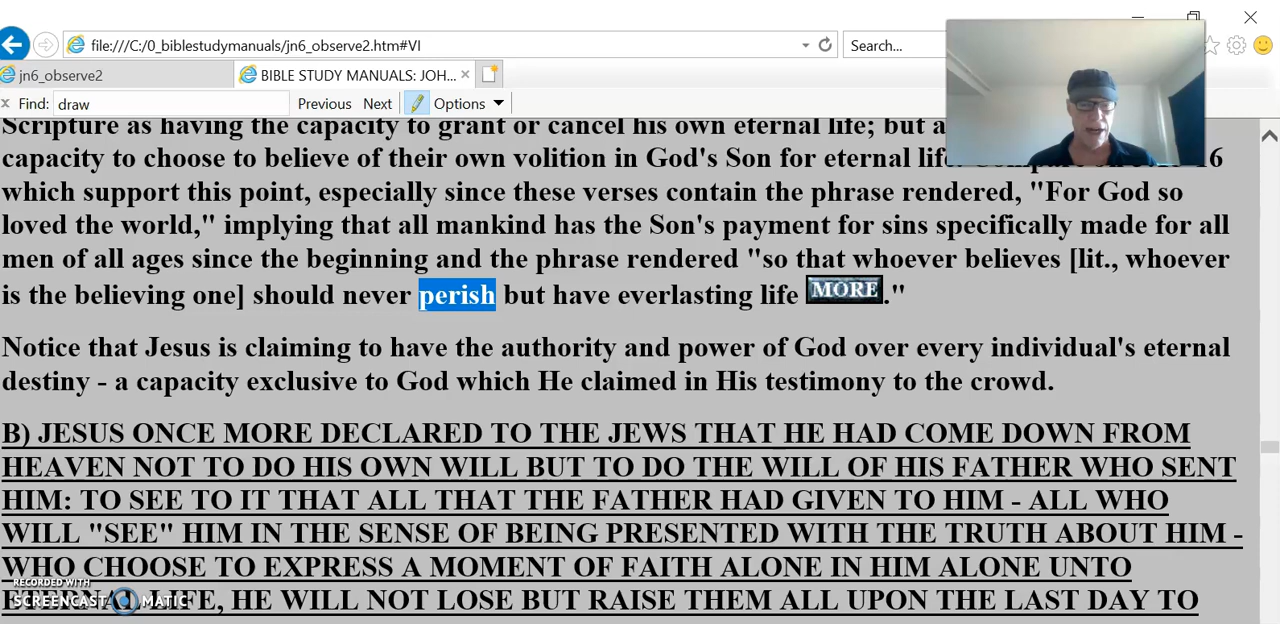 file:///C:/0_biblestudymanuals/jn6_observe2.htm#VI
Search...
jn6_observe2
BIBLE STUDY MANUALS: JOH...
Find: draw
Previous Next Options
Scripture as having the capacity to grant or cancel his own eternal life; but a
capacity to choose to believe of their own volition in God's Son for eternal life. 16
which support this point, especially since these verses contain the phrase rendered, "For God so
loved the world," implying that all mankind has the Son's payment for sins specifically made for all
men of all ages since the beginning and the phrase rendered "so that whoever believes [lit., whoever
is the believing one] should never perish but have everlasting life MORE."
Notice that Jesus is claiming to have the authority and power of God over every individual's eternal
destiny - a capacity exclusive to God which He claimed in His testimony to the crowd.
B) JESUS ONCE MORE DECLARED TO THE JEWS THAT HE HAD COME DOWN FROM
HEAVEN NOT TO DO HIS OWN WILL BUT TO DO THE WILL OF HIS FATHER WHO SENT
HIM: TO SEE TO IT THAT ALL THAT THE FATHER HAD GIVEN TO HIM - ALL WHO
WILL "SEE" HIM IN THE SENSE OF BEING PRESENTED WITH THE TRUTH ABOUT HIM -
WHO CHOOSE TO EXPRESS A MOMENT OF FAITH ALONE IN HIM ALONE UNTO
RECORDED WITH
SCREENCAST MATIC
HE WILL NOT LOSE BUT RAISE THEM ALL UPON THE LAST DAY TO